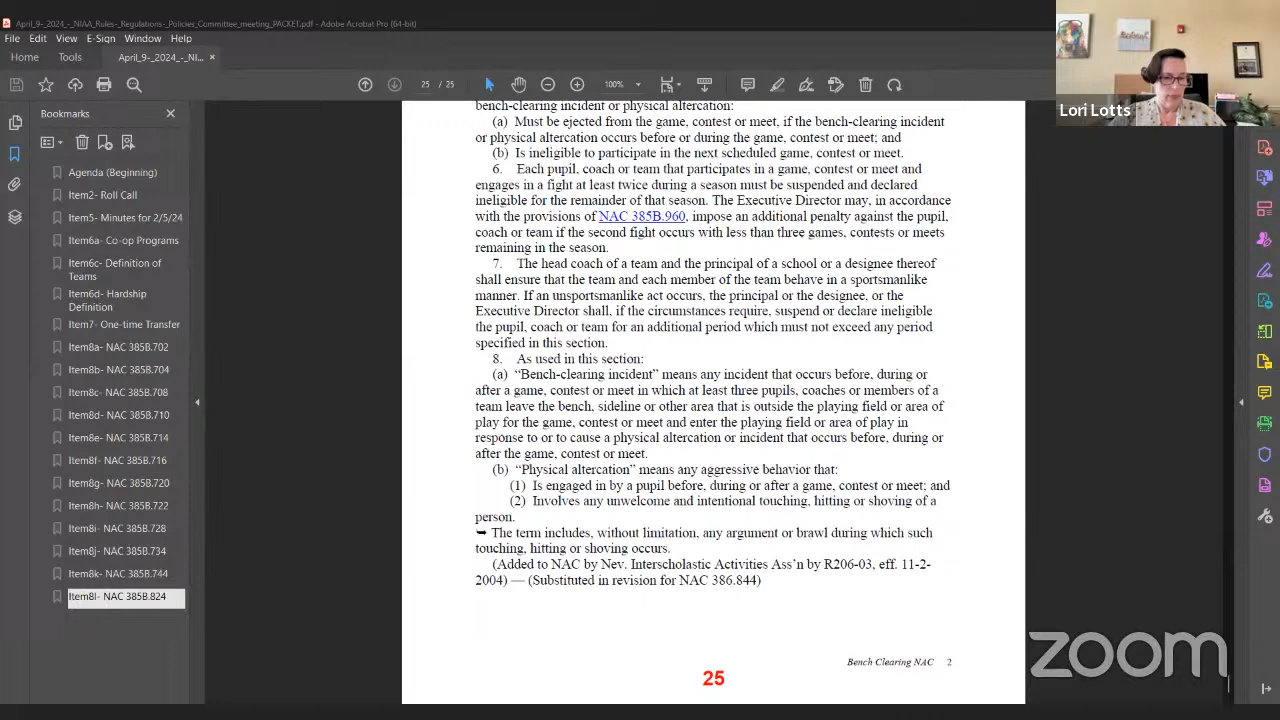 April_9-_2024_-_NIAA_Rules-_Regulations-_Policies_Committee_meeting_PACKET.pdf - Adobe Acrobat Pro (64-bit)
File Edit View E-Sign Window Help
Home Tools April_9-_2024_-_NI... ×
25 / 25 100%
Bookmarks
Agenda (Beginning)
Item2- Roll Call
Item5- Minutes for 2/5/24
Item6a- Co-op Programs
Item6c- Definition of
Teams
Item6d- Hardship
Definition
Item7- One-time Transfer
Item8a- NAC 385B.702
Item8b- NAC 385B.704
Item8c- NAC 385B.708
Item8d- NAC 385B.710
Item8e- NAC 385B.714
Item8f- NAC 385B.716
Item8g- NAC 385B.720
Item8h- NAC 385B.722
Item8i- NAC 385B.728
Item8j- NAC 385B.734
Item8k- NAC 385B.744
Item8l- NAC 385B.824
bench-clearing incident or physical altercation:
(a) Must be ejected from the game, contest or meet, if the bench-clearing incident
or physical altercation occurs before or during the game, contest or meet; and
(b) Is ineligible to participate in the next scheduled game, contest or meet.
6. Each pupil, coach or team that participates in a game, contest or meet and
engages in a fight at least twice during a season must be suspended and declared
ineligible for the remainder of that season. The Executive Director may, in accordance
with the provisions of NAC 385B.960, impose an additional penalty against the pupil,
coach or team if the second fight occurs with less than three games, contests or meets
remaining in the season.
7. The head coach of a team and the principal of a school or a designee thereof
shall ensure that the team and each member of the team behave in a sportsmanlike
manner. If an unsportsmanlike act occurs, the principal or the designee, or the
Executive Director shall, if the circumstances require, suspend or declare ineligible
the pupil, coach or team for an additional period which must not exceed any period
specified in this section.
8. As used in this section:
(a) “Bench-clearing incident” means any incident that occurs before, during or
after a game, contest or meet in which at least three pupils, coaches or members of a
team leave the bench, sideline or other area that is outside the playing field or area of
play for the game, contest or meet and enter the playing field or area of play in
response to or to cause a physical altercation or incident that occurs before, during or
after the game, contest or meet.
(b) “Physical altercation” means any aggressive behavior that:
(1) Is engaged in by a pupil before, during or after a game, contest or meet; and
(2) Involves any unwelcome and intentional touching, hitting or shoving of a
person.
➥ The term includes, without limitation, any argument or brawl during which such
touching, hitting or shoving occurs.
(Added to NAC by Nev. Interscholastic Activities Ass’n by R206-03, eff. 11-2-
2004) — (Substituted in revision for NAC 386.844)
Bench Clearing NAC 2
25
Lori Lotts
zoom